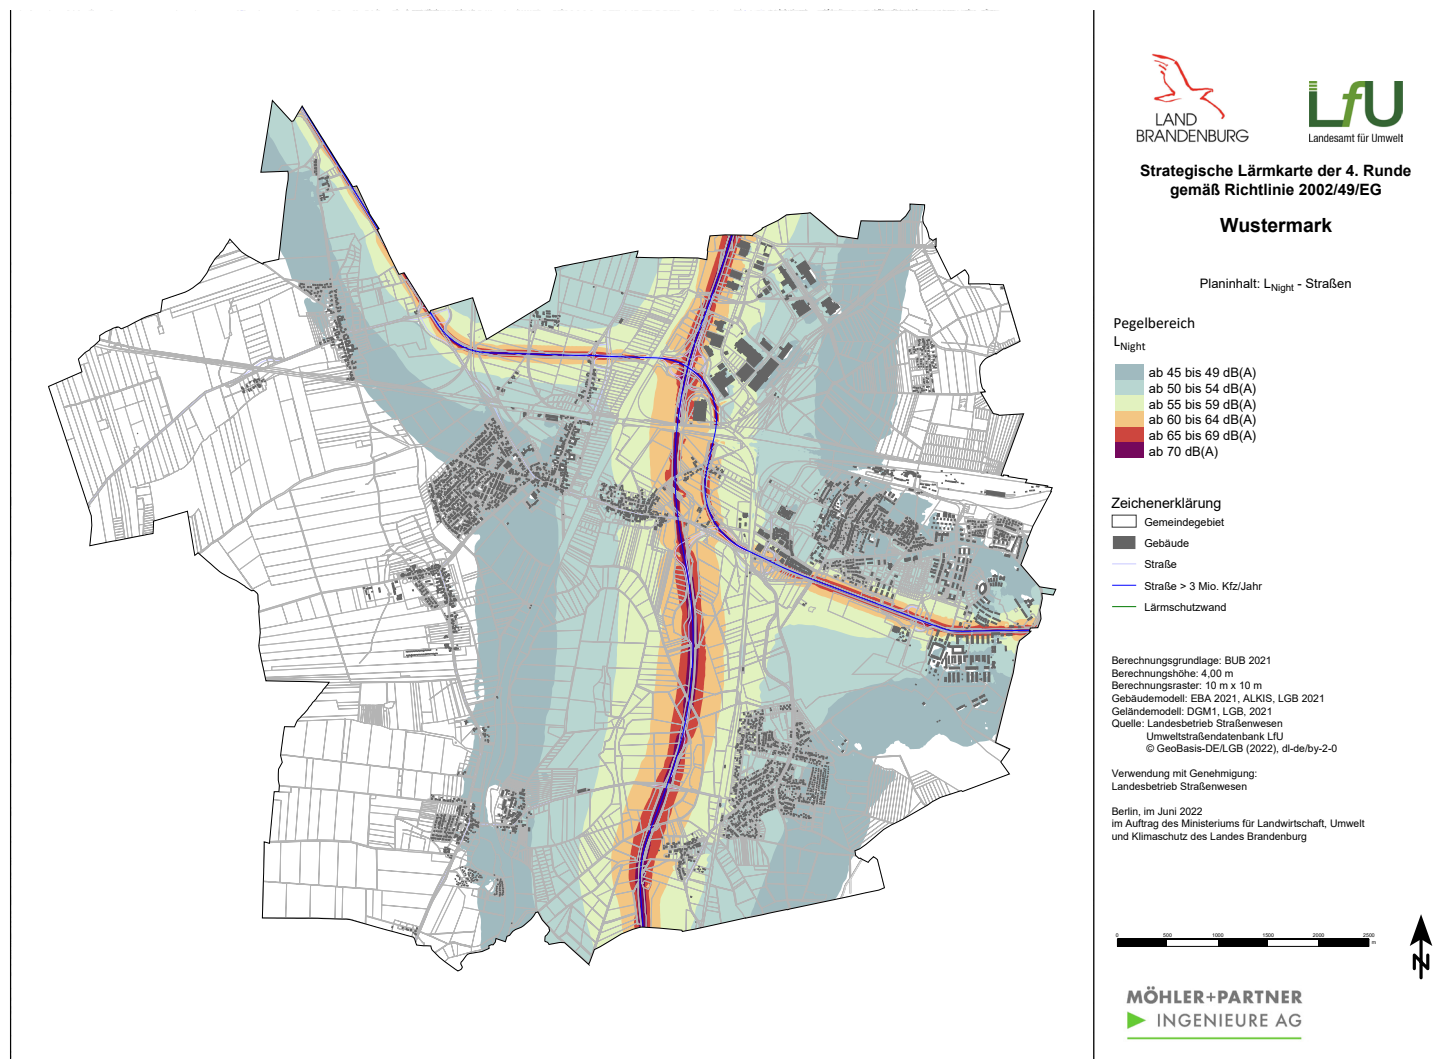 LAND
BRANDENBURG
LfU
Landesamt für Umwelt
Strategische Lärmkarte der 4. Runde
gemäß Richtlinie 2002/49/EG
Wustermark
Planinhalt: LNight - Straßen
Pegelbereich
LNight
ab 45 bis 49 dB(A)
ab 50 bis 54 dB(A)
ab 55 bis 59 dB(A)
ab 60 bis 64 dB(A)
ab 65 bis 69 dB(A)
ab 70 dB(A)
Zeichenerklärung
Gemeindegebiet
Gebäude
Straße
Straße > 3 Mio. Kfz/Jahr
Lärmschutzwand
Berechnungsgrundlage: BUB 2021
Berechnungshöhe: 4,00 m
Berechnungsraster: 10 m x 10 m
Gebäudemodell: EBA 2021, ALKIS, LGB 2021
Geländemodell: DGM1, LGB, 2021
Quelle: Landesbetrieb Straßenwesen
Umweltstraßendatenbank LfU
© GeoBasis-DE/LGB (2022), dl-de/by-2-0
Verwendung mit Genehmigung:
Landesbetrieb Straßenwesen
Berlin, im Juni 2022
im Auftrag des Ministeriums für Landwirtschaft, Umwelt
und Klimaschutz des Landes Brandenburg
0 500 1000 1500 2000 2500
m
N
MÖHLER+PARTNER
INGENIEURE AG